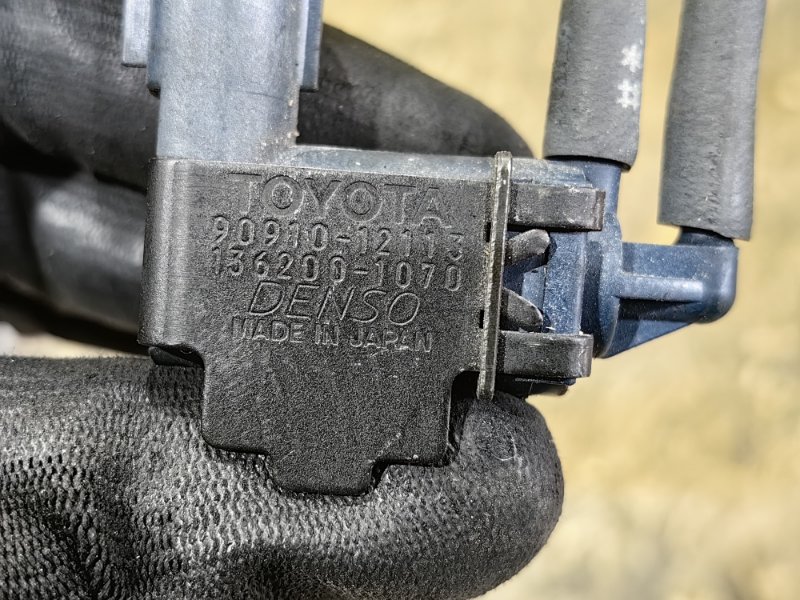 TOYOTA
90910-12113
136200-1070
DENSO
MADE IN JAPAN